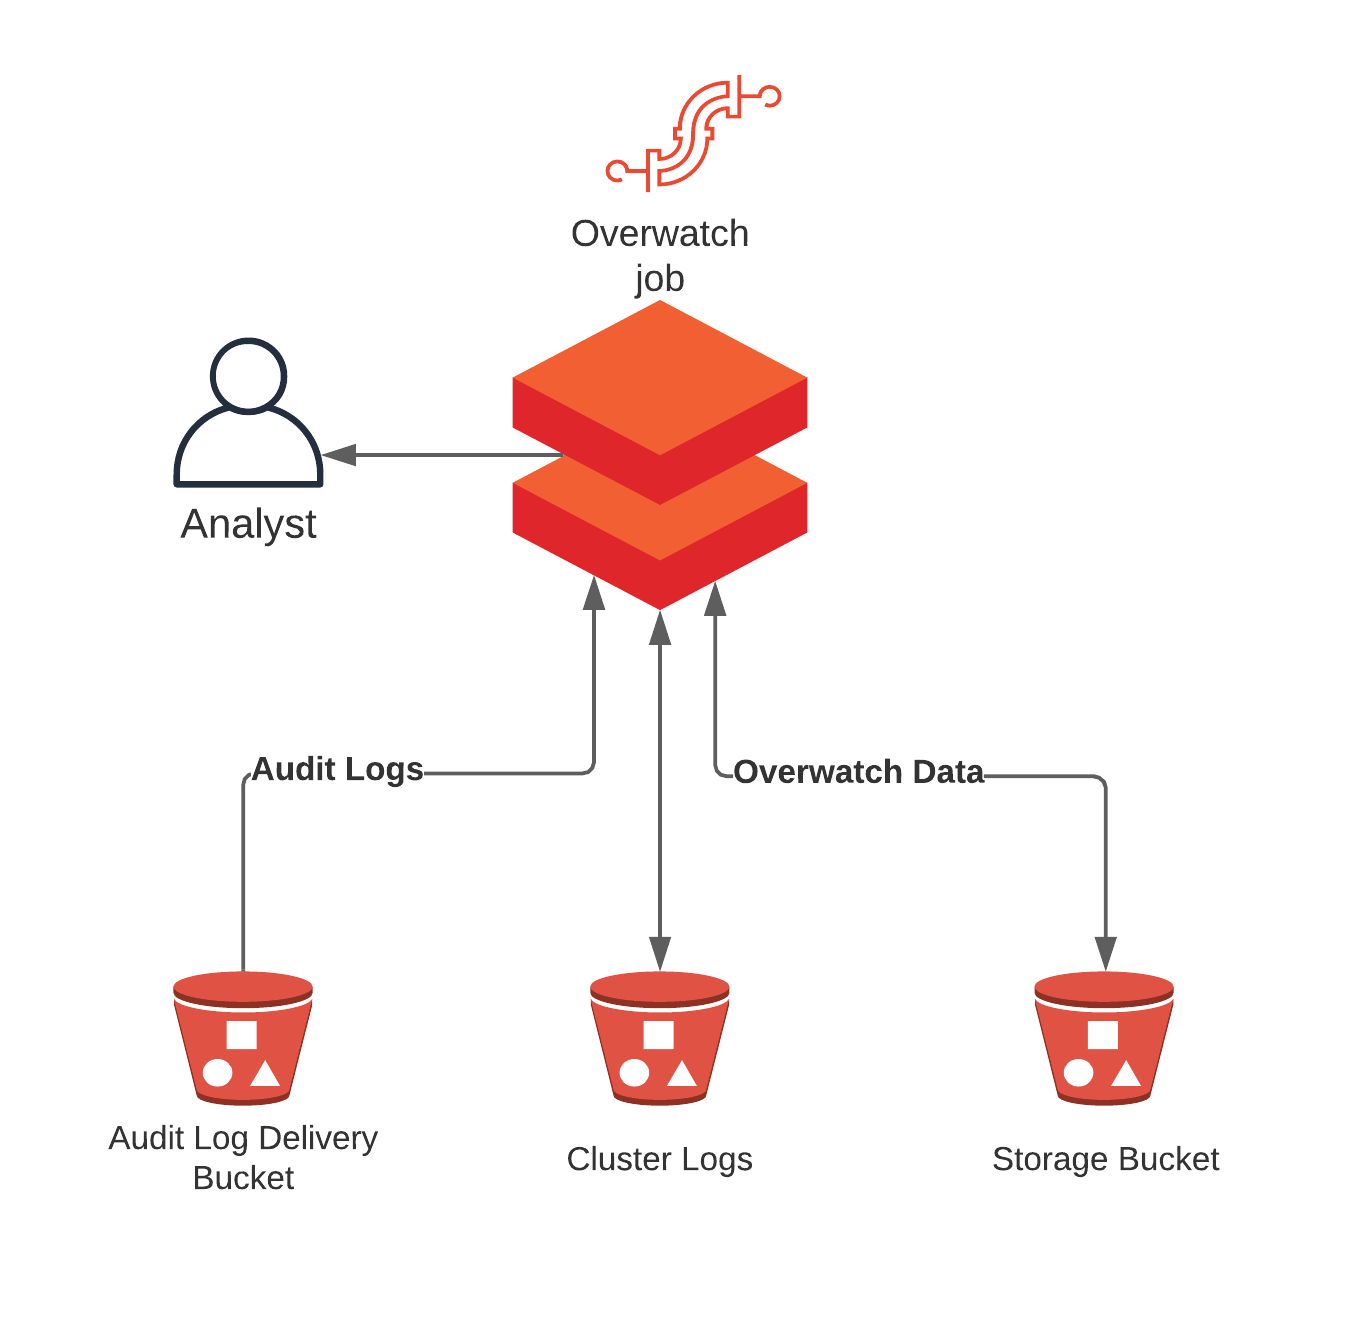 Overwatch
job
Analyst
Audit Logs
Overwatch Data
Audit Log Delivery
Bucket
Cluster Logs
Storage Bucket